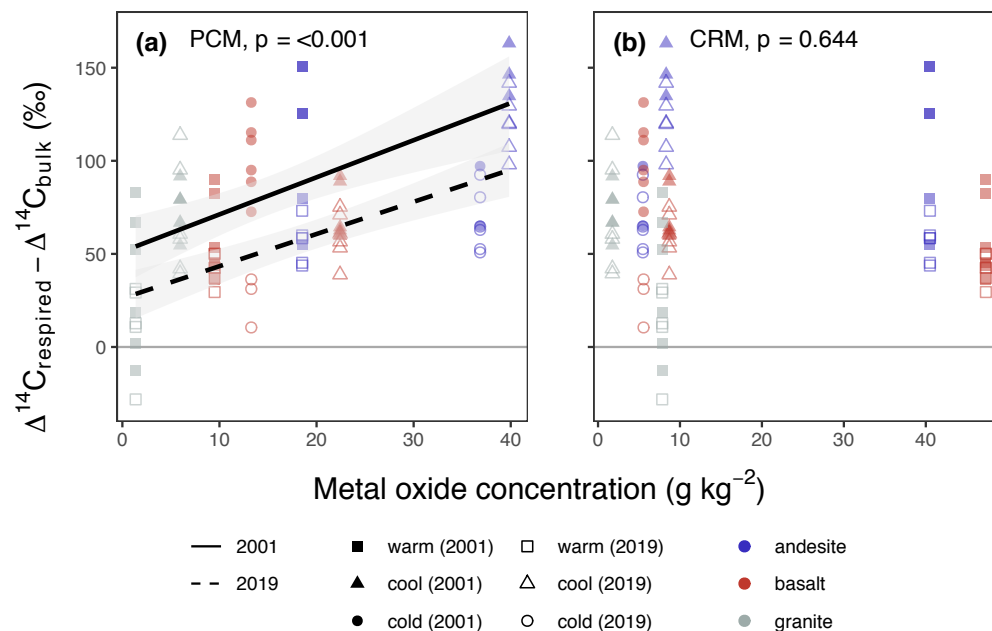 (a) PCM, p = <0.001
(b) CRM, p = 0.644
Δ¹⁴C_respired − Δ¹⁴C_bulk (‰)
150
100
50
0
0 10 20 30 40
0 10 20 30 40
Metal oxide concentration (g kg⁻²)
2001 warm (2001) warm (2019) andesite
2019 cool (2001) cool (2019) basalt
cold (2001) cold (2019) granite